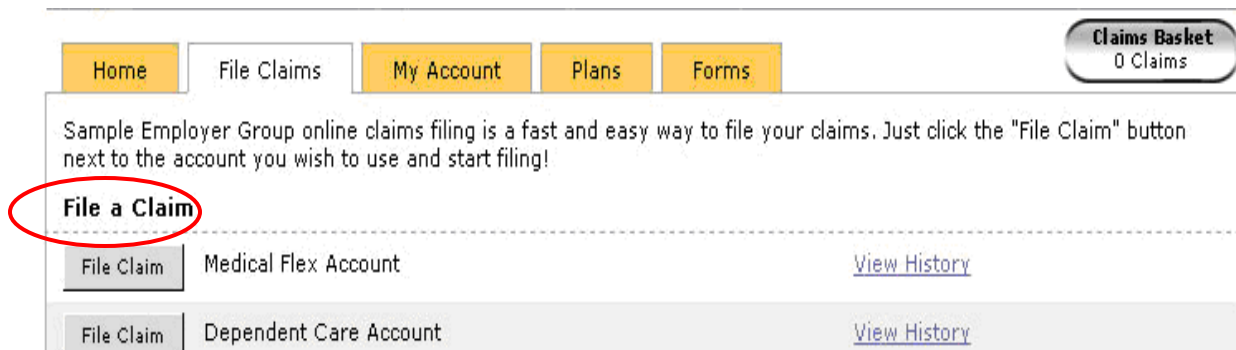 Claims Basket
0 Claims
Home
File Claims
My Account
Plans
Forms
Sample Employer Group online claims filing is a fast and easy way to file your claims. Just click the "File Claim" button
next to the account you wish to use and start filing!
File a Claim
File Claim
Medical Flex Account
View History
File Claim
Dependent Care Account
View History